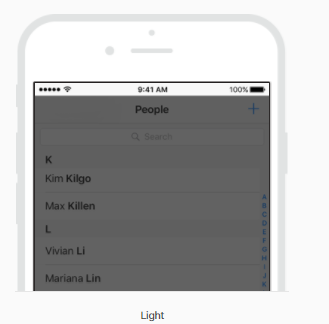 9:41 AM 100%
People +
Search
K
Kim Kilgo
Max Killen
L
Vivian Li
Mariana Lin
A
B
C
D
E
F
G
H
I
J
K
Light